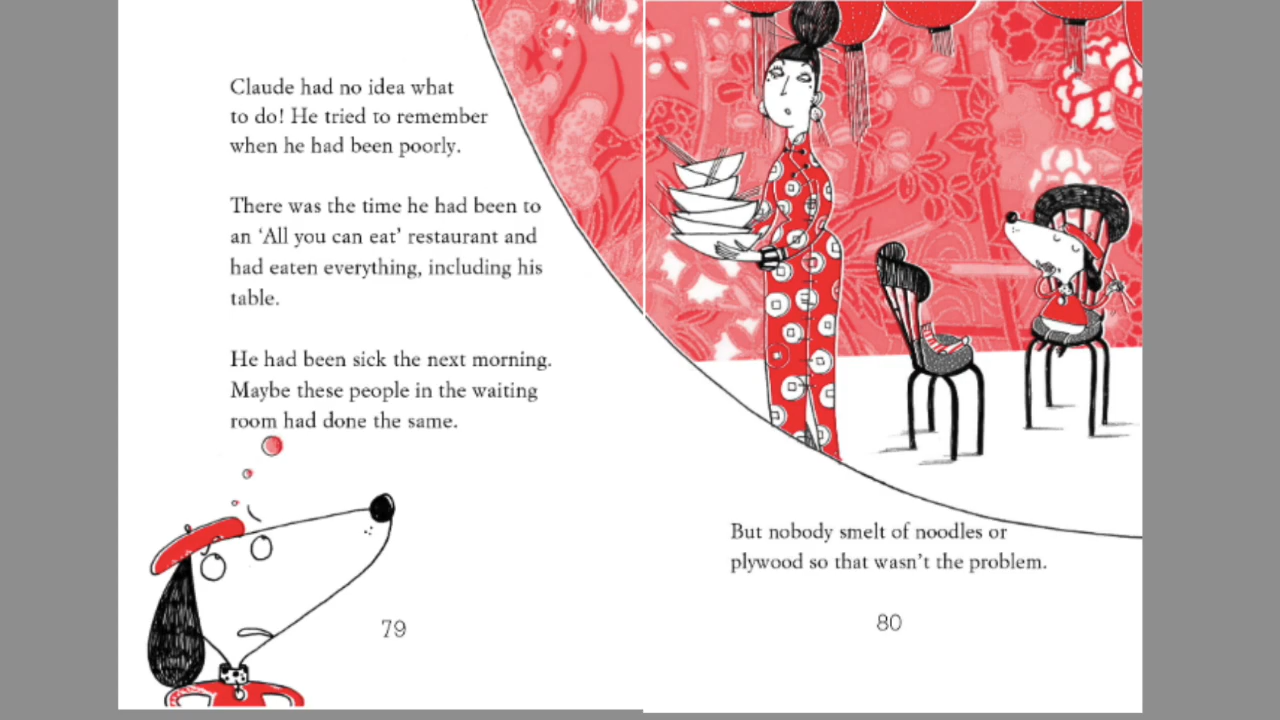 Claude had no idea what
to do! He tried to remember
when he had been poorly.
There was the time he had been to
an ‘All you can eat’ restaurant and
had eaten everything, including his
table.
He had been sick the next morning.
Maybe these people in the waiting
room had done the same.
79
But nobody smelt of noodles or
plywood so that wasn’t the problem.
80